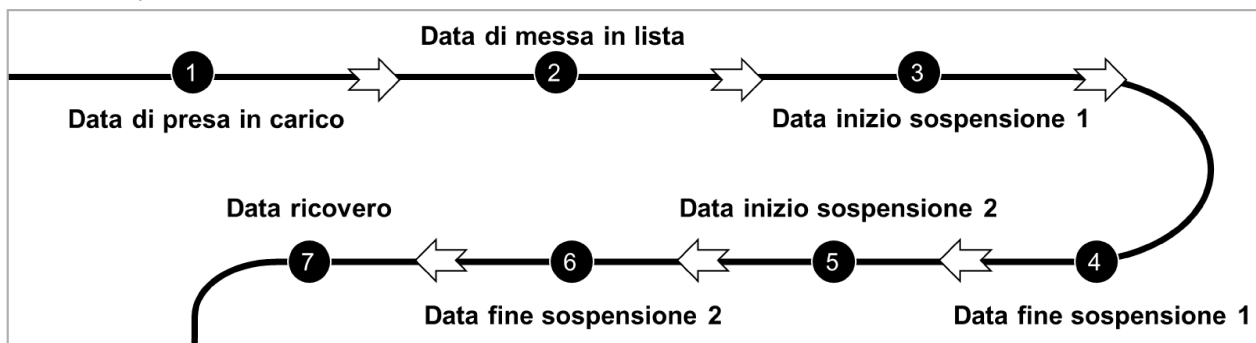 Data di messa in lista
1
2
3
Data di presa in carico
Data inizio sospensione 1
Data ricovero
Data inizio sospensione 2
7
6
5
4
Data fine sospensione 2
Data fine sospensione 1